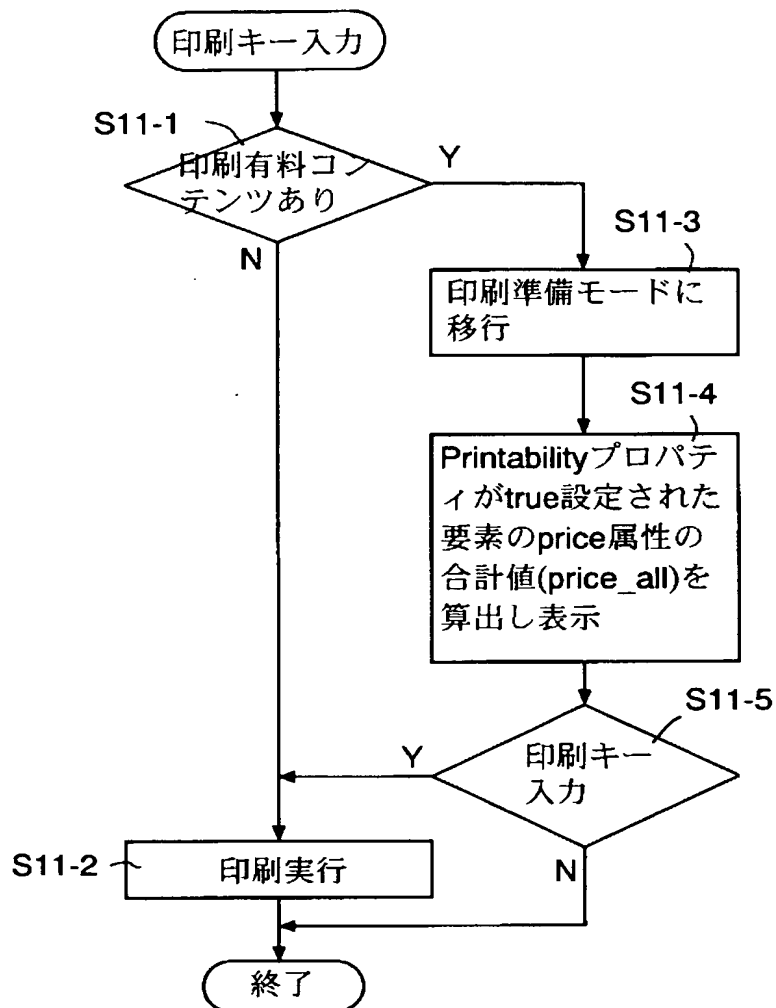 印刷キー入力
S11-1
印刷有料コン
テンツあり
Y
N
S11-3
印刷準備モードに
移行
S11-4
Printabilityプロパテ
ィがtrue設定された
要素のprice属性の
合計値(price_all)を
算出し表示
S11-5
印刷キー
入力
Y
N
S11-2
印刷実行
終了